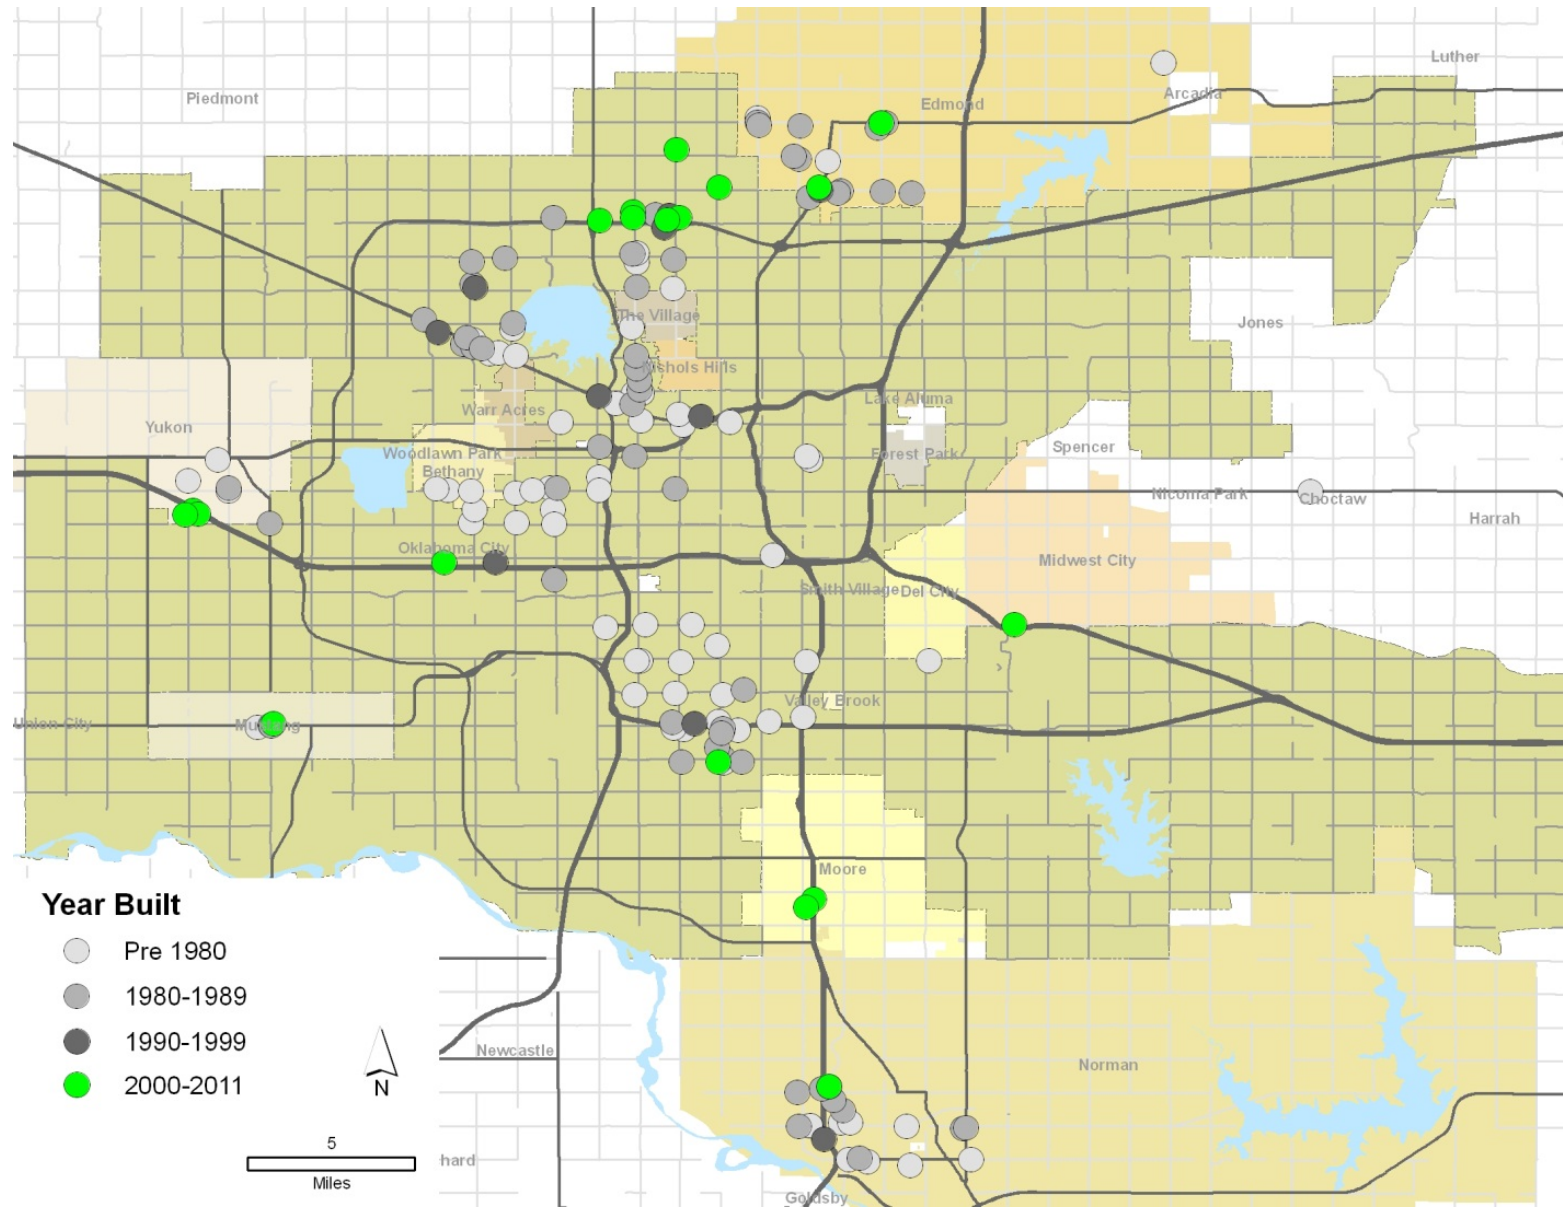 Luther
Piedmont
Arcadia
Edmond
Jones
The Village
Nichols Hills
Lake Aluma
Warr Acres
Yukon
Spencer
Woodlawn Park
Forest Park
Bethany
Nicoma Park
Choctaw
Harrah
Oklahoma City
Midwest City
Smith Village
Del City
Valley Brook
Union City
Mustang
Moore
Year Built
Pre 1980
1980-1989
1990-1999
2000-2011
N
5
Miles
Newcastle
Norman
hard
Goldsby